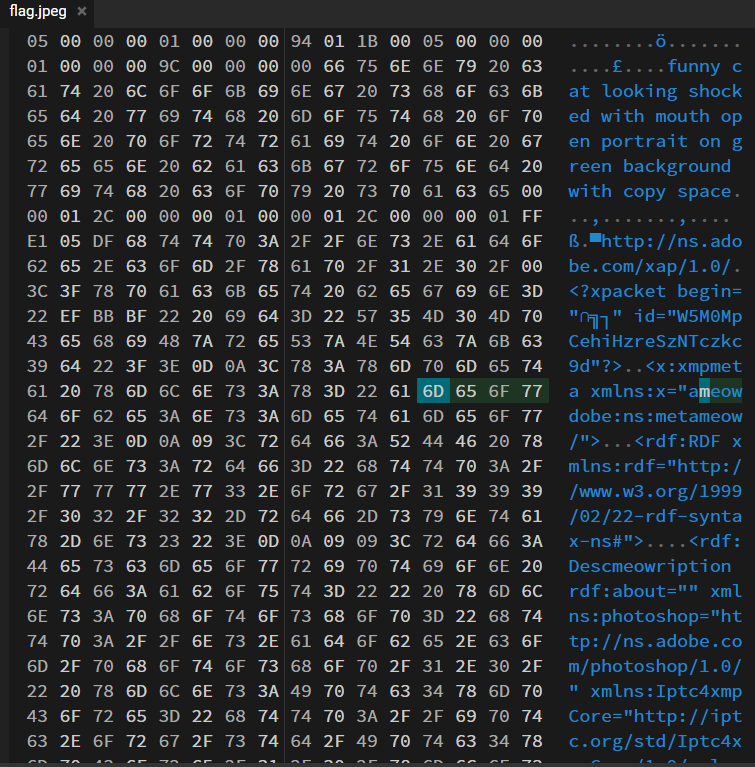 flag.jpeg ×
05 00 00 00 01 00 00 00 94 01 1B 00 05 00 00 00 ........ö.......
01 00 00 00 9C 00 00 00 00 66 75 6E 6E 79 20 63 ....£....funny c
61 74 20 6C 6F 6F 6B 69 6E 67 20 73 68 6F 63 6B at looking shock
65 64 20 77 69 74 68 20 6D 6F 75 74 68 20 6F 70 ed with mouth op
65 6E 20 70 6F 72 74 72 61 69 74 20 6F 6E 20 67 en portrait on g
72 65 65 6E 20 62 61 63 6B 67 72 6F 75 6E 64 20 reen background
77 69 74 68 20 63 6F 70 79 20 73 70 61 63 65 00 with copy space.
00 01 2C 00 00 00 01 00 00 01 2C 00 00 00 01 FF ..,.......,....
E1 05 DF 68 74 74 70 3A 2F 2F 6E 73 2E 61 64 6F ß.▀http://ns.ado
62 65 2E 63 6F 6D 2F 78 61 70 2F 31 2E 30 2F 00 be.com/xap/1.0/.
3C 3F 78 70 61 63 6B 65 74 20 62 65 67 69 6E 3D <?xpacket begin=
22 EF BB BF 22 20 69 64 3D 22 57 35 4D 30 4D 70 "∩╗┐" id="W5M0Mp
43 65 68 69 48 7A 72 65 53 7A 4E 54 63 7A 6B 63 CehiHzreSzNTczkc
39 64 22 3F 3E 0D 0A 3C 78 3A 78 6D 70 6D 65 74 9d"?>..<x:xmpmet
61 20 78 6D 6C 6E 73 3A 78 3D 22 61 6D 65 6F 77 a xmlns:x="ameow
64 6F 62 65 3A 6E 73 3A 6D 65 74 61 6D 65 6F 77 dobe:ns:metameow
2F 22 3E 0D 0A 09 3C 72 64 66 3A 52 44 46 20 78 /">...<rdf:RDF x
6D 6C 6E 73 3A 72 64 66 3D 22 68 74 74 70 3A 2F mlns:rdf="http:/
2F 77 77 77 2E 77 33 2E 6F 72 67 2F 31 39 39 39 /www.w3.org/1999
2F 30 32 2F 32 32 2D 72 64 66 2D 73 79 6E 74 61 /02/22-rdf-synta
78 2D 6E 73 23 22 3E 0D 0A 09 09 3C 72 64 66 3A x-ns#">....<rdf:
44 65 73 63 6D 65 6F 77 72 69 70 74 69 6F 6E 20 Descmeowription
72 64 66 3A 61 62 6F 75 74 3D 22 22 20 78 6D 6C rdf:about="" xml
6E 73 3A 70 68 6F 74 6F 73 68 6F 70 3D 22 68 74 ns:photoshop="ht
74 70 3A 2F 2F 6E 73 2E 61 64 6F 62 65 2E 63 6F tp://ns.adobe.co
6D 2F 70 68 6F 74 6F 73 68 6F 70 2F 31 2E 30 2F m/photoshop/1.0/
22 20 78 6D 6C 6E 73 3A 49 70 74 63 34 78 6D 70 " xmlns:Iptc4xmp
43 6F 72 65 3D 22 68 74 74 70 3A 2F 2F 69 70 74 Core="http://ipt
63 2E 6F 72 67 2F 73 74 64 2F 49 70 74 63 34 78 c.org/std/Iptc4x